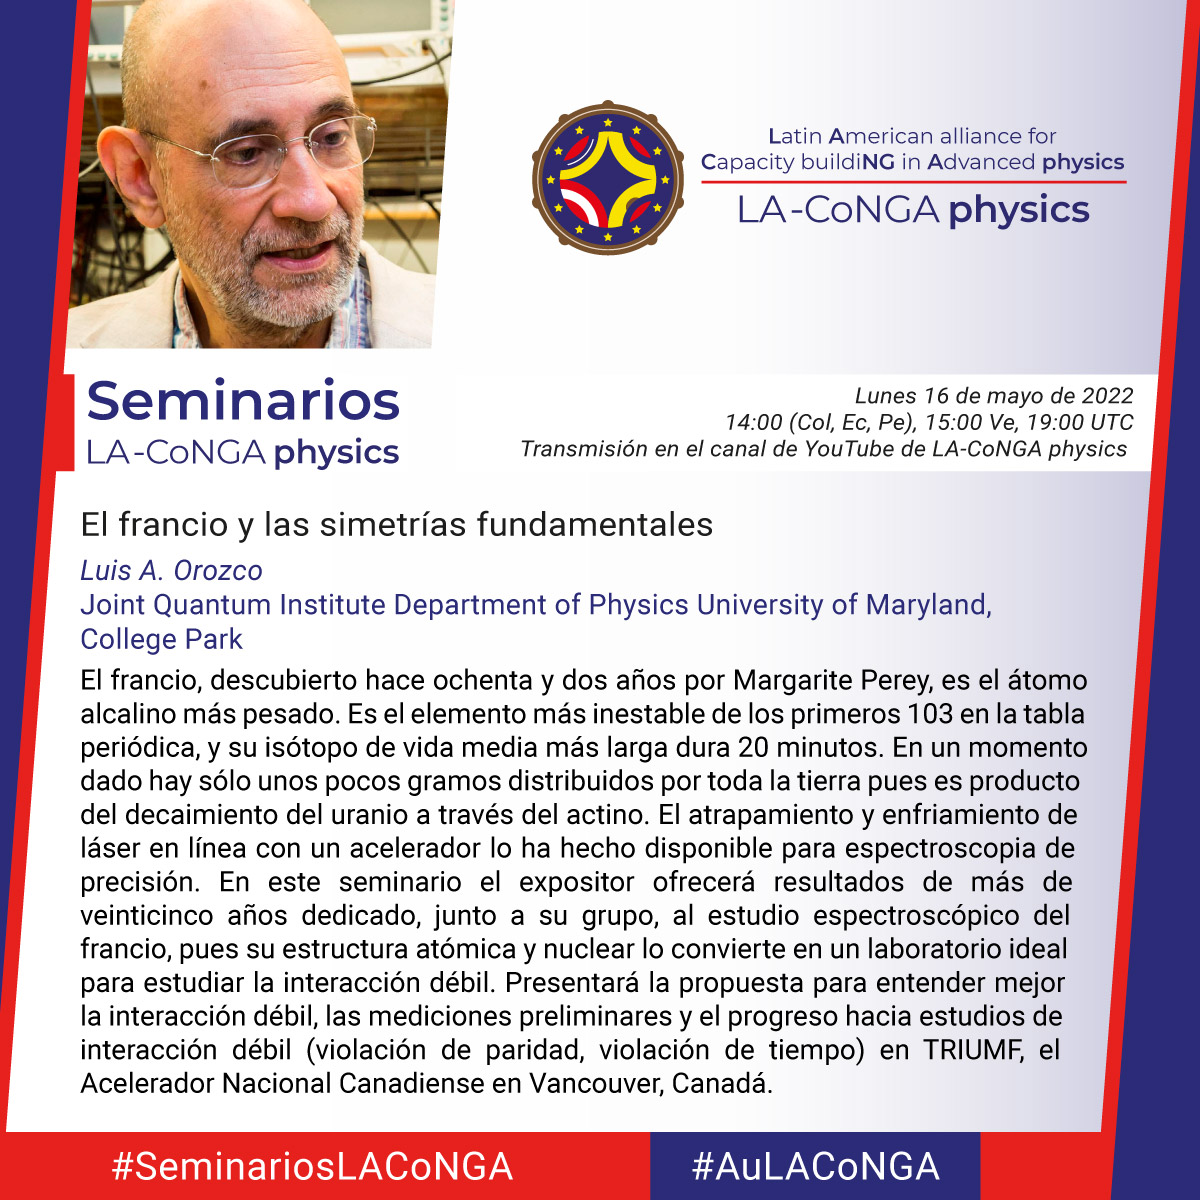 Latin American alliance for
Capacity buildiNG in Advanced physics
LA-CoNGA physics
Seminarios
LA-CoNGA physics
Lunes 16 de mayo de 2022
14:00 (Col, Ec, Pe), 15:00 Ve, 19:00 UTC
Transmisión en el canal de YouTube de LA-CoNGA physics
El francio y las simetrías fundamentales
Luis A. Orozco
Joint Quantum Institute Department of Physics University of Maryland,
College Park
El francio, descubierto hace ochenta y dos años por Margarite Perey, es el átomo
alcalino más pesado. Es el elemento más inestable de los primeros 103 en la tabla
periódica, y su isótopo de vida media más larga dura 20 minutos. En un momento
dado hay sólo unos pocos gramos distribuidos por toda la tierra pues es producto
del decaimiento del uranio a través del actino. El atrapamiento y enfriamiento de
láser en línea con un acelerador lo ha hecho disponible para espectroscopia de
precisión. En este seminario el expositor ofrecerá resultados de más de
veinticinco años dedicado, junto a su grupo, al estudio espectroscópico del
francio, pues su estructura atómica y nuclear lo convierte en un laboratorio ideal
para estudiar la interacción débil. Presentará la propuesta para entender mejor
la interacción débil, las mediciones preliminares y el progreso hacia estudios de
interacción débil (violación de paridad, violación de tiempo) en TRIUMF, el
Acelerador Nacional Canadiense en Vancouver, Canadá.
#SeminariosLACoNGA
#AuLACoNGA